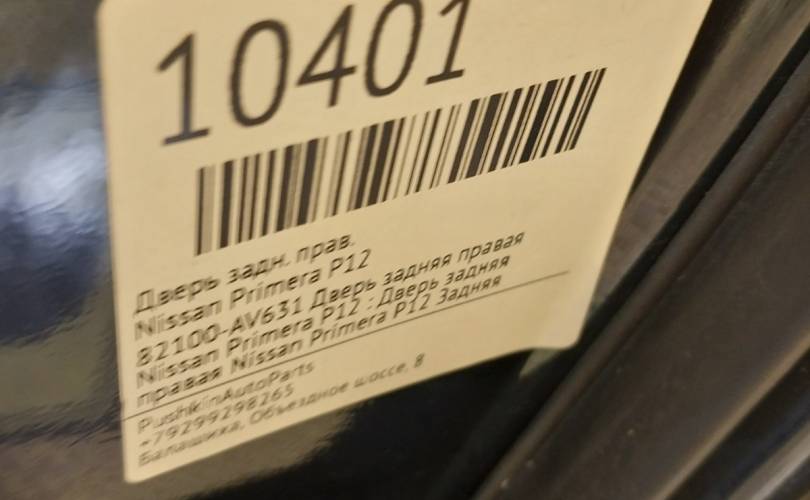 10401
Дверь задн. прав.
Nissan Primera P12
82100-AV631 Дверь задняя правая
Nissan Primera P12 : Дверь задняя
правая Nissan Primera P12 Задняя
PushkinAutoParts
+79299298265
Балашиха, Объездное шоссе, 8